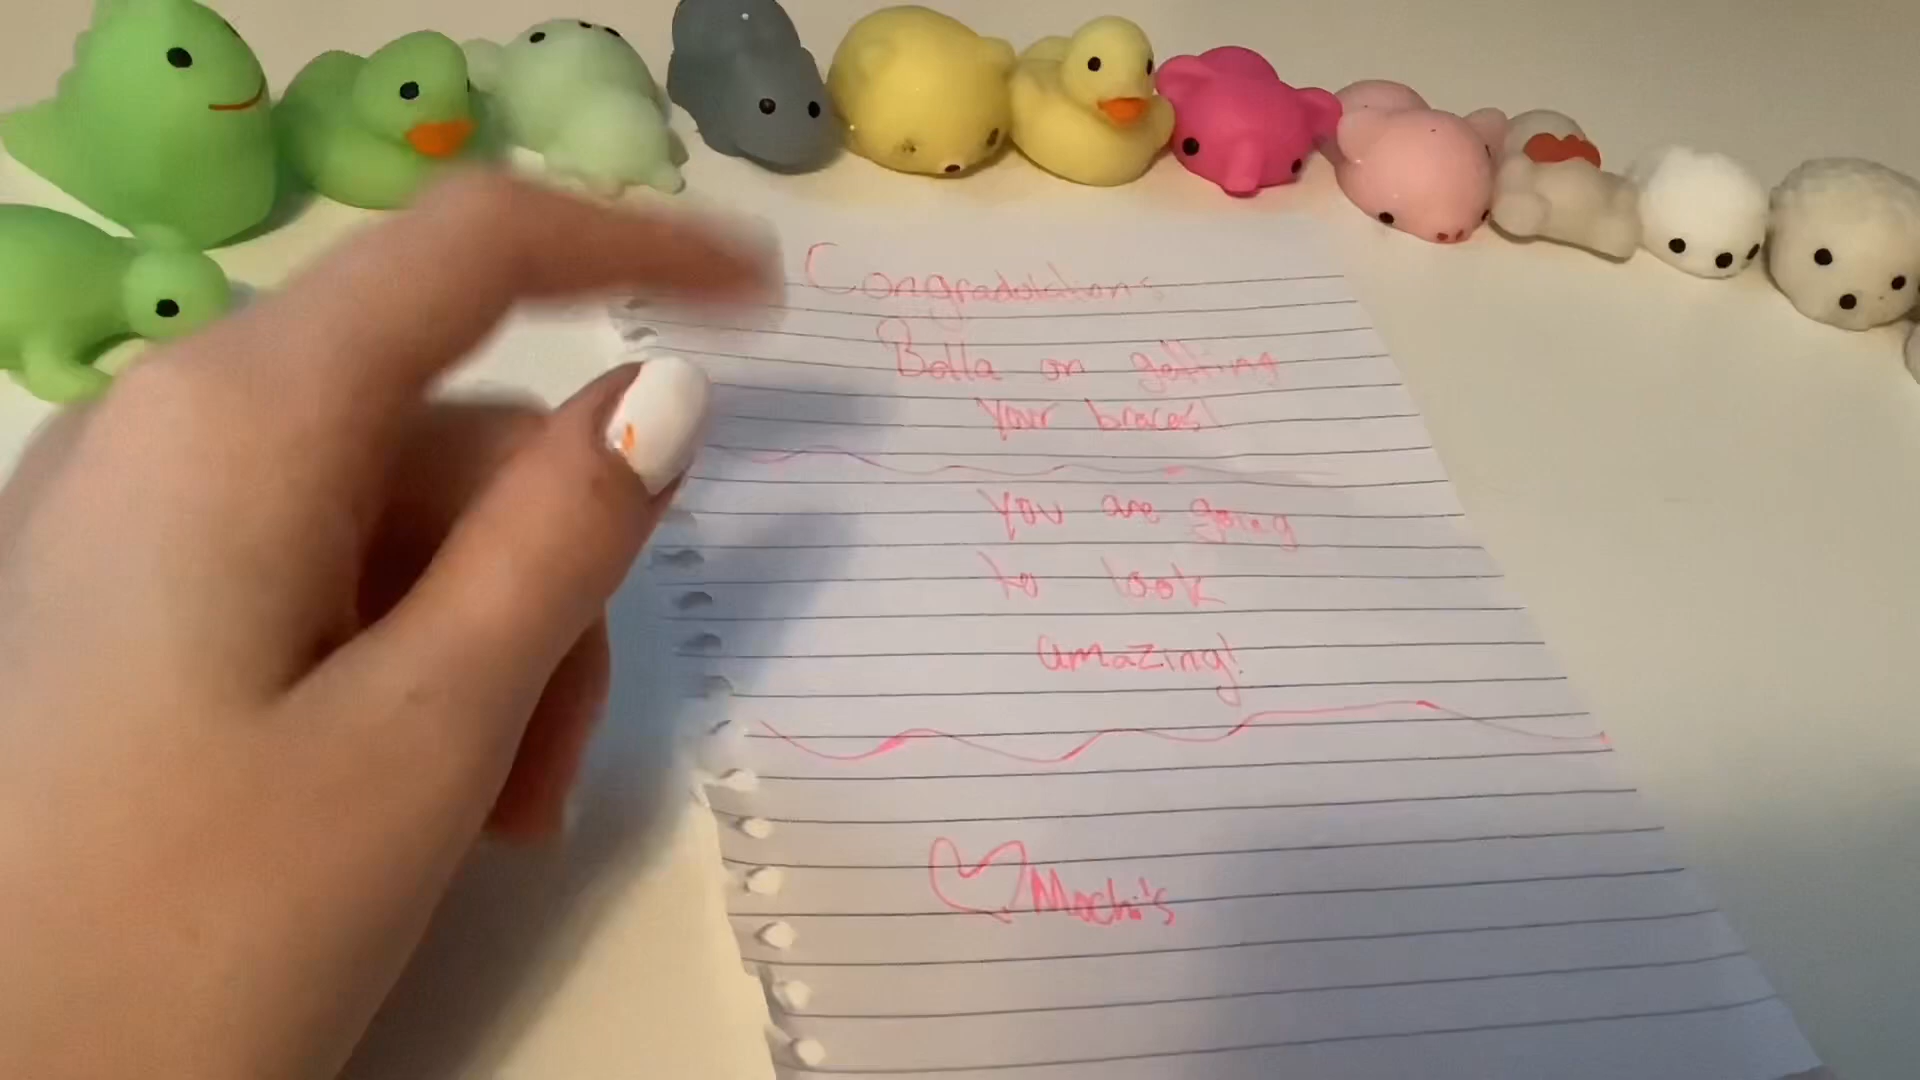 Congradulations
Bella on getting
your braces!
You are going
to look
amazing!
Mochi's